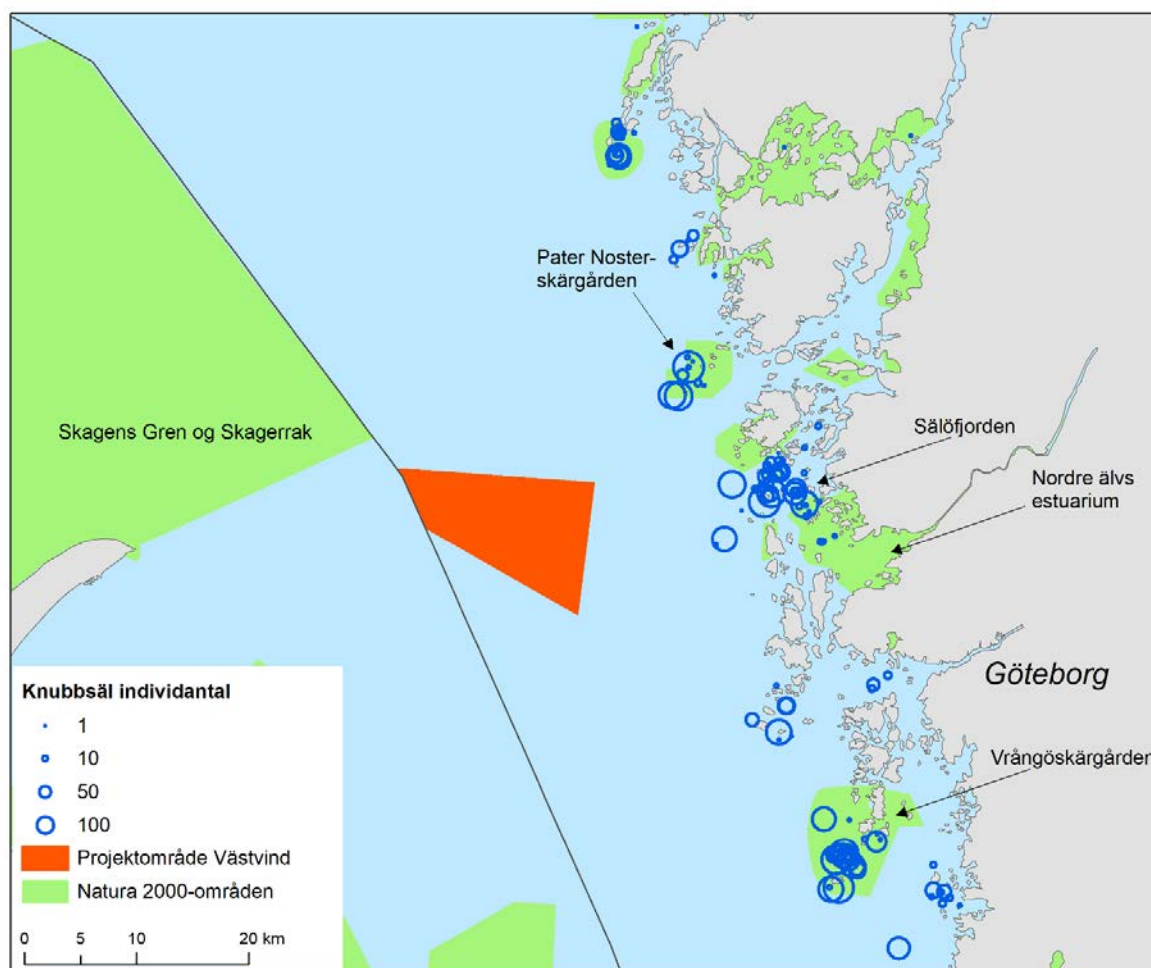 Pater Noster-
skärgården
Skagens Gren og Skagerrak
Sälöfjorden
Nordre älvs
estuarium
Göteborg
Vrångöskärgården
Knubbsäl individantal
1
10
50
100
Projektområde Västvind
Natura 2000-områden
0 5 10 20 km